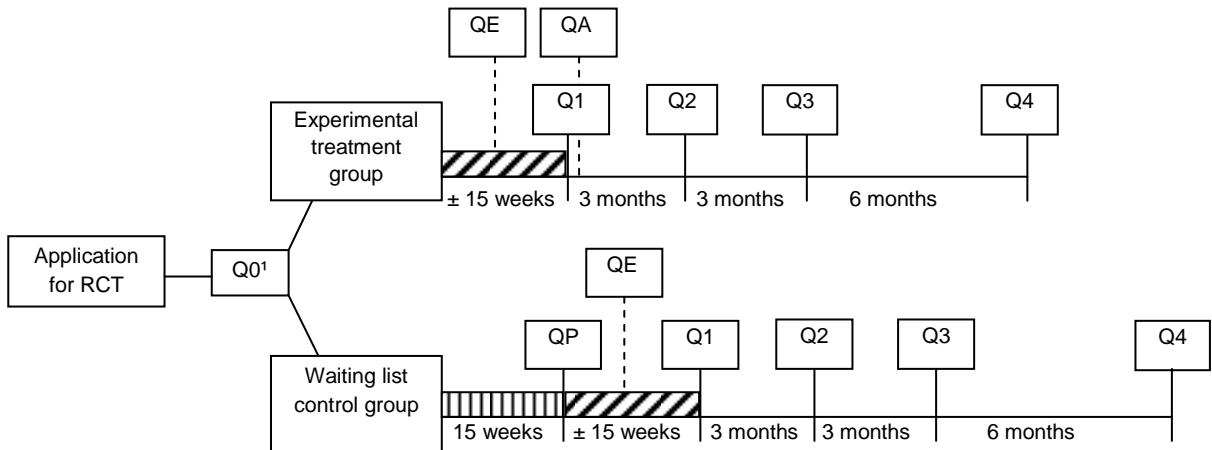 QE
QA
Q1
Q2
Q3
Q4
Experimental
treatment
group
± 15 weeks
3 months
3 months
6 months
Application
for RCT
Q0¹
QE
QP
Q1
Q2
Q3
Q4
Waiting list
control group
15 weeks
± 15 weeks
3 months
3 months
6 months